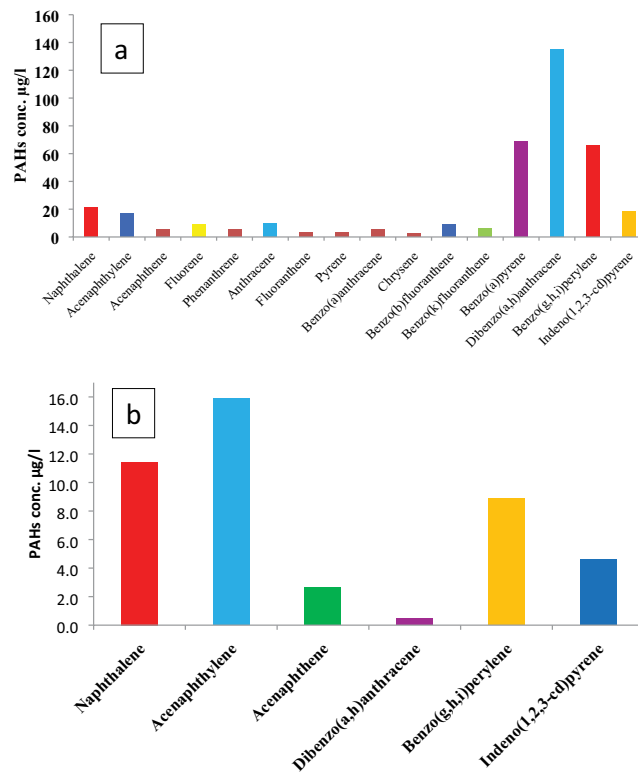 a
PAHs conc. µg/l
160
140
120
100
80
60
40
20
0
Naphthalene
Acenaphthylene
Acenaphthene
Fluorene
Phenanthrene
Anthracene
Fluoranthene
Pyrene
Benzo(a)anthracene
Chrysene
Benzo(b)fluoranthene
Benzo(k)fluoranthene
Benzo(a)pyrene
Dibenzo(a,h)anthracene
Benzo(g,h,i)perylene
Indeno(1,2,3-cd)pyrene
b
PAHs conc. µg/l
16.0
14.0
12.0
10.0
8.0
6.0
4.0
2.0
0.0
Naphthalene
Acenaphthylene
Acenaphthene
Dibenzo(a,h)anthracene
Benzo(g,h,i)perylene
Indeno(1,2,3-cd)pyrene